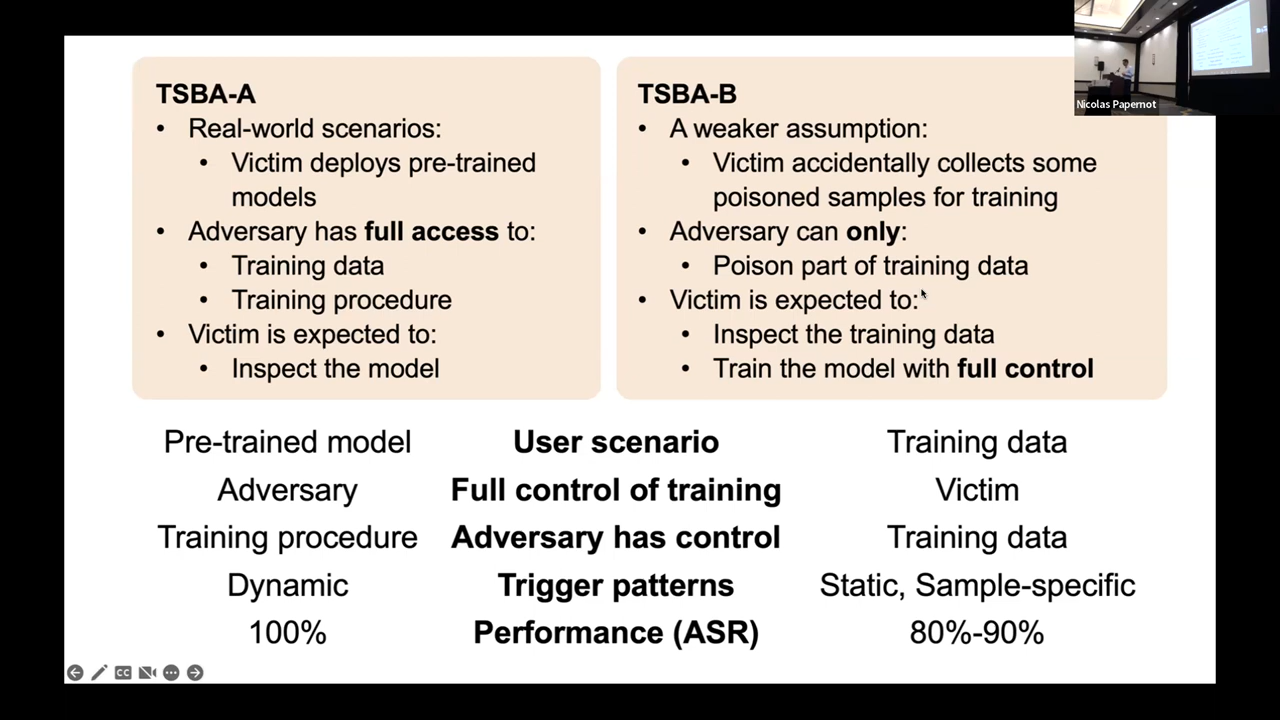 TSBA-A
• Real-world scenarios:
• Victim deploys pre-trained
models
• Adversary has full access to:
• Training data
• Training procedure
• Victim is expected to:
• Inspect the model
TSBA-B
• A weaker assumption:
• Victim accidentally collects some
poisoned samples for training
• Adversary can only:
• Poison part of training data
• Victim is expected to:
• Inspect the training data
• Train the model with full control
Nicolas Papernot
Pre-trained model User scenario Training data
Adversary Full control of training Victim
Training procedure Adversary has control Training data
Dynamic Trigger patterns Static, Sample-specific
100% Performance (ASR) 80%-90%
CC